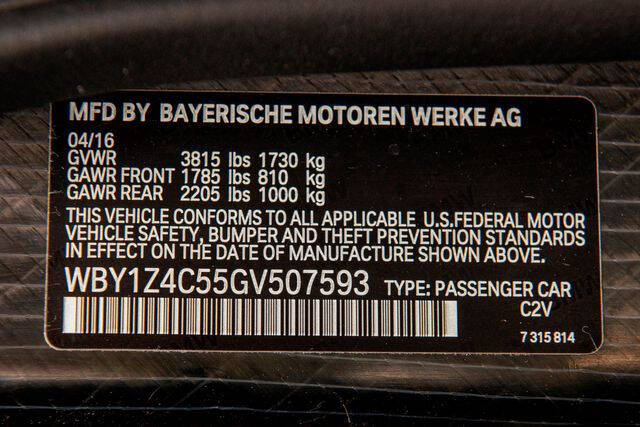 MFD BY BAYERISCHE MOTOREN WERKE AG
04/16
GVWR 3815 lbs 1730 kg
GAWR FRONT 1785 lbs 810 kg
GAWR REAR 2205 lbs 1000 kg
THIS VEHICLE CONFORMS TO ALL APPLICABLE U.S.FEDERAL MOTOR
VEHICLE SAFETY, BUMPER AND THEFT PREVENTION STANDARDS
IN EFFECT ON THE DATE OF MANUFACTURE SHOWN ABOVE.
WBY1Z4C55GV507593 TYPE: PASSENGER CAR
C2V
7 315 814